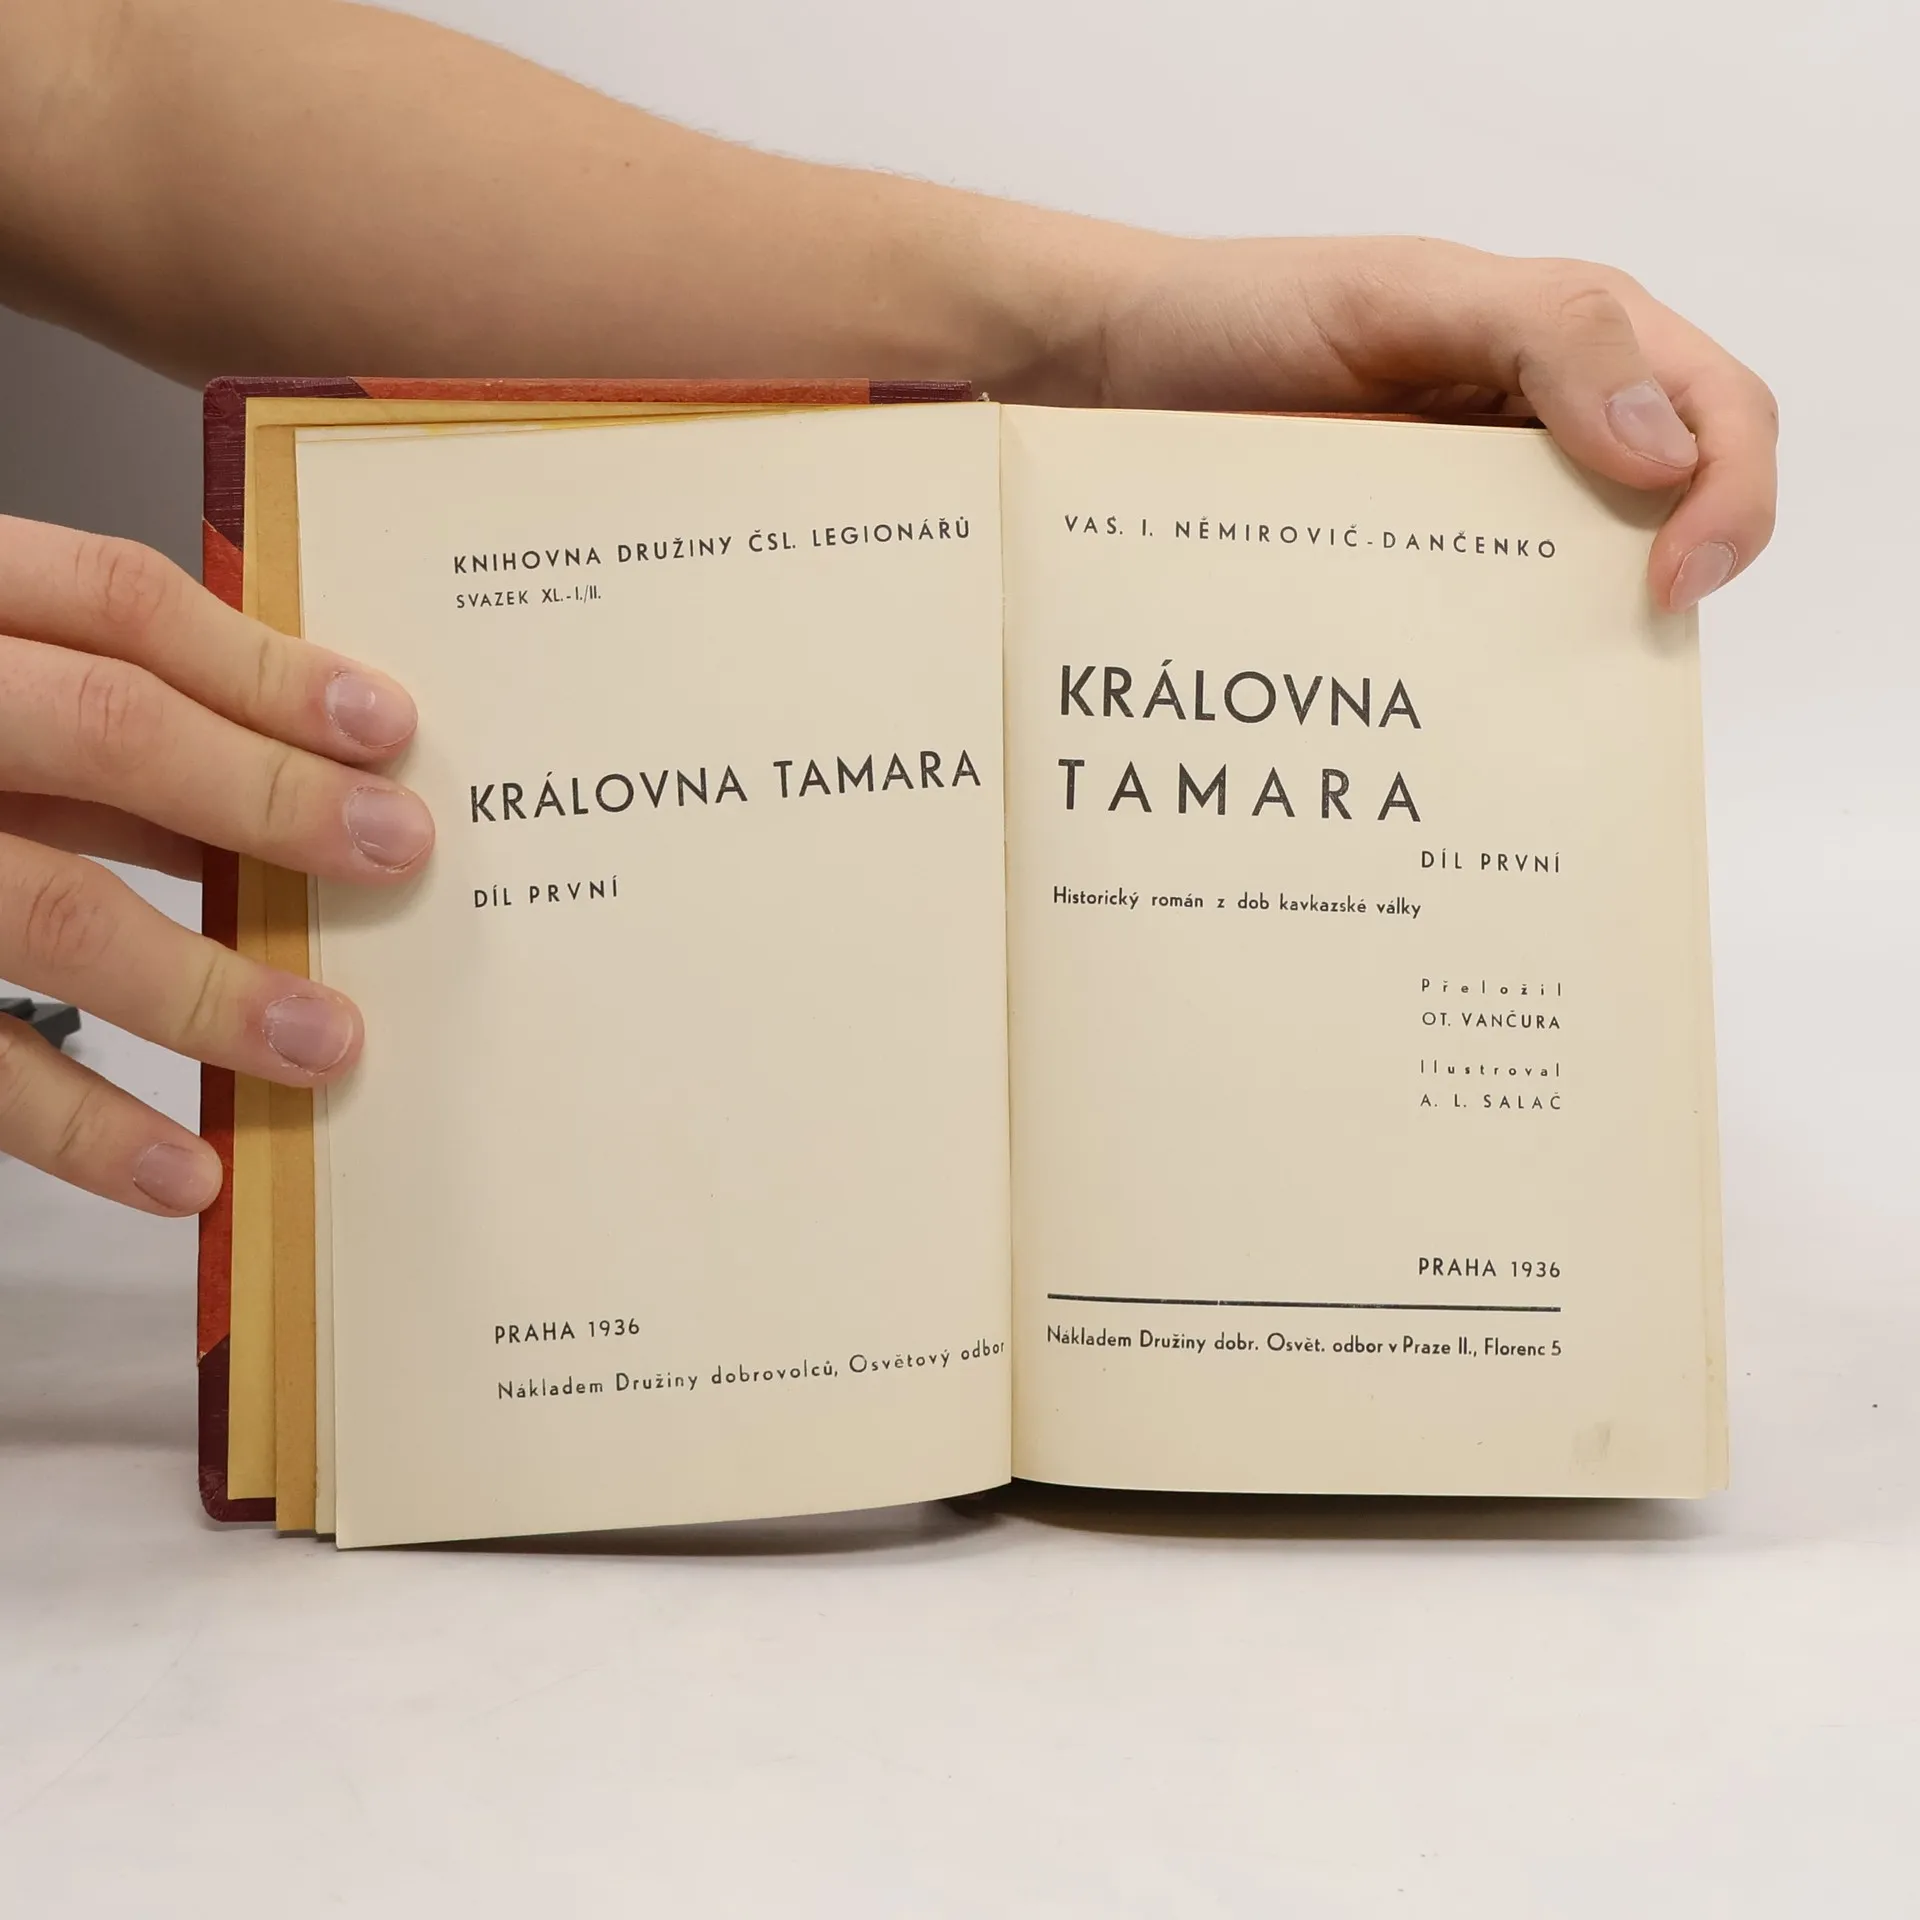 KNIHOVNA DRUŽINY ČSL. LEGIONÁŘŮ
SVAZEK XL.-I./II.
KRÁLOVNA TAMARA
DÍL PRVNÍ
PRAHA 1936
Nákladem Družiny dobrovolců, Osvětový odbor
VAS. I. NĚMIROVIČ-DANČENKO
KRÁLOVNA
TAMARA
DÍL PRVNÍ
Historický román z dob kavkazské války
Přeložil
OT. VANČURA
Ilustroval
A. L. SALAČ
PRAHA 1936
Nákladem Družiny dobr. Osvět. odbor v Praze II., Florenc 5